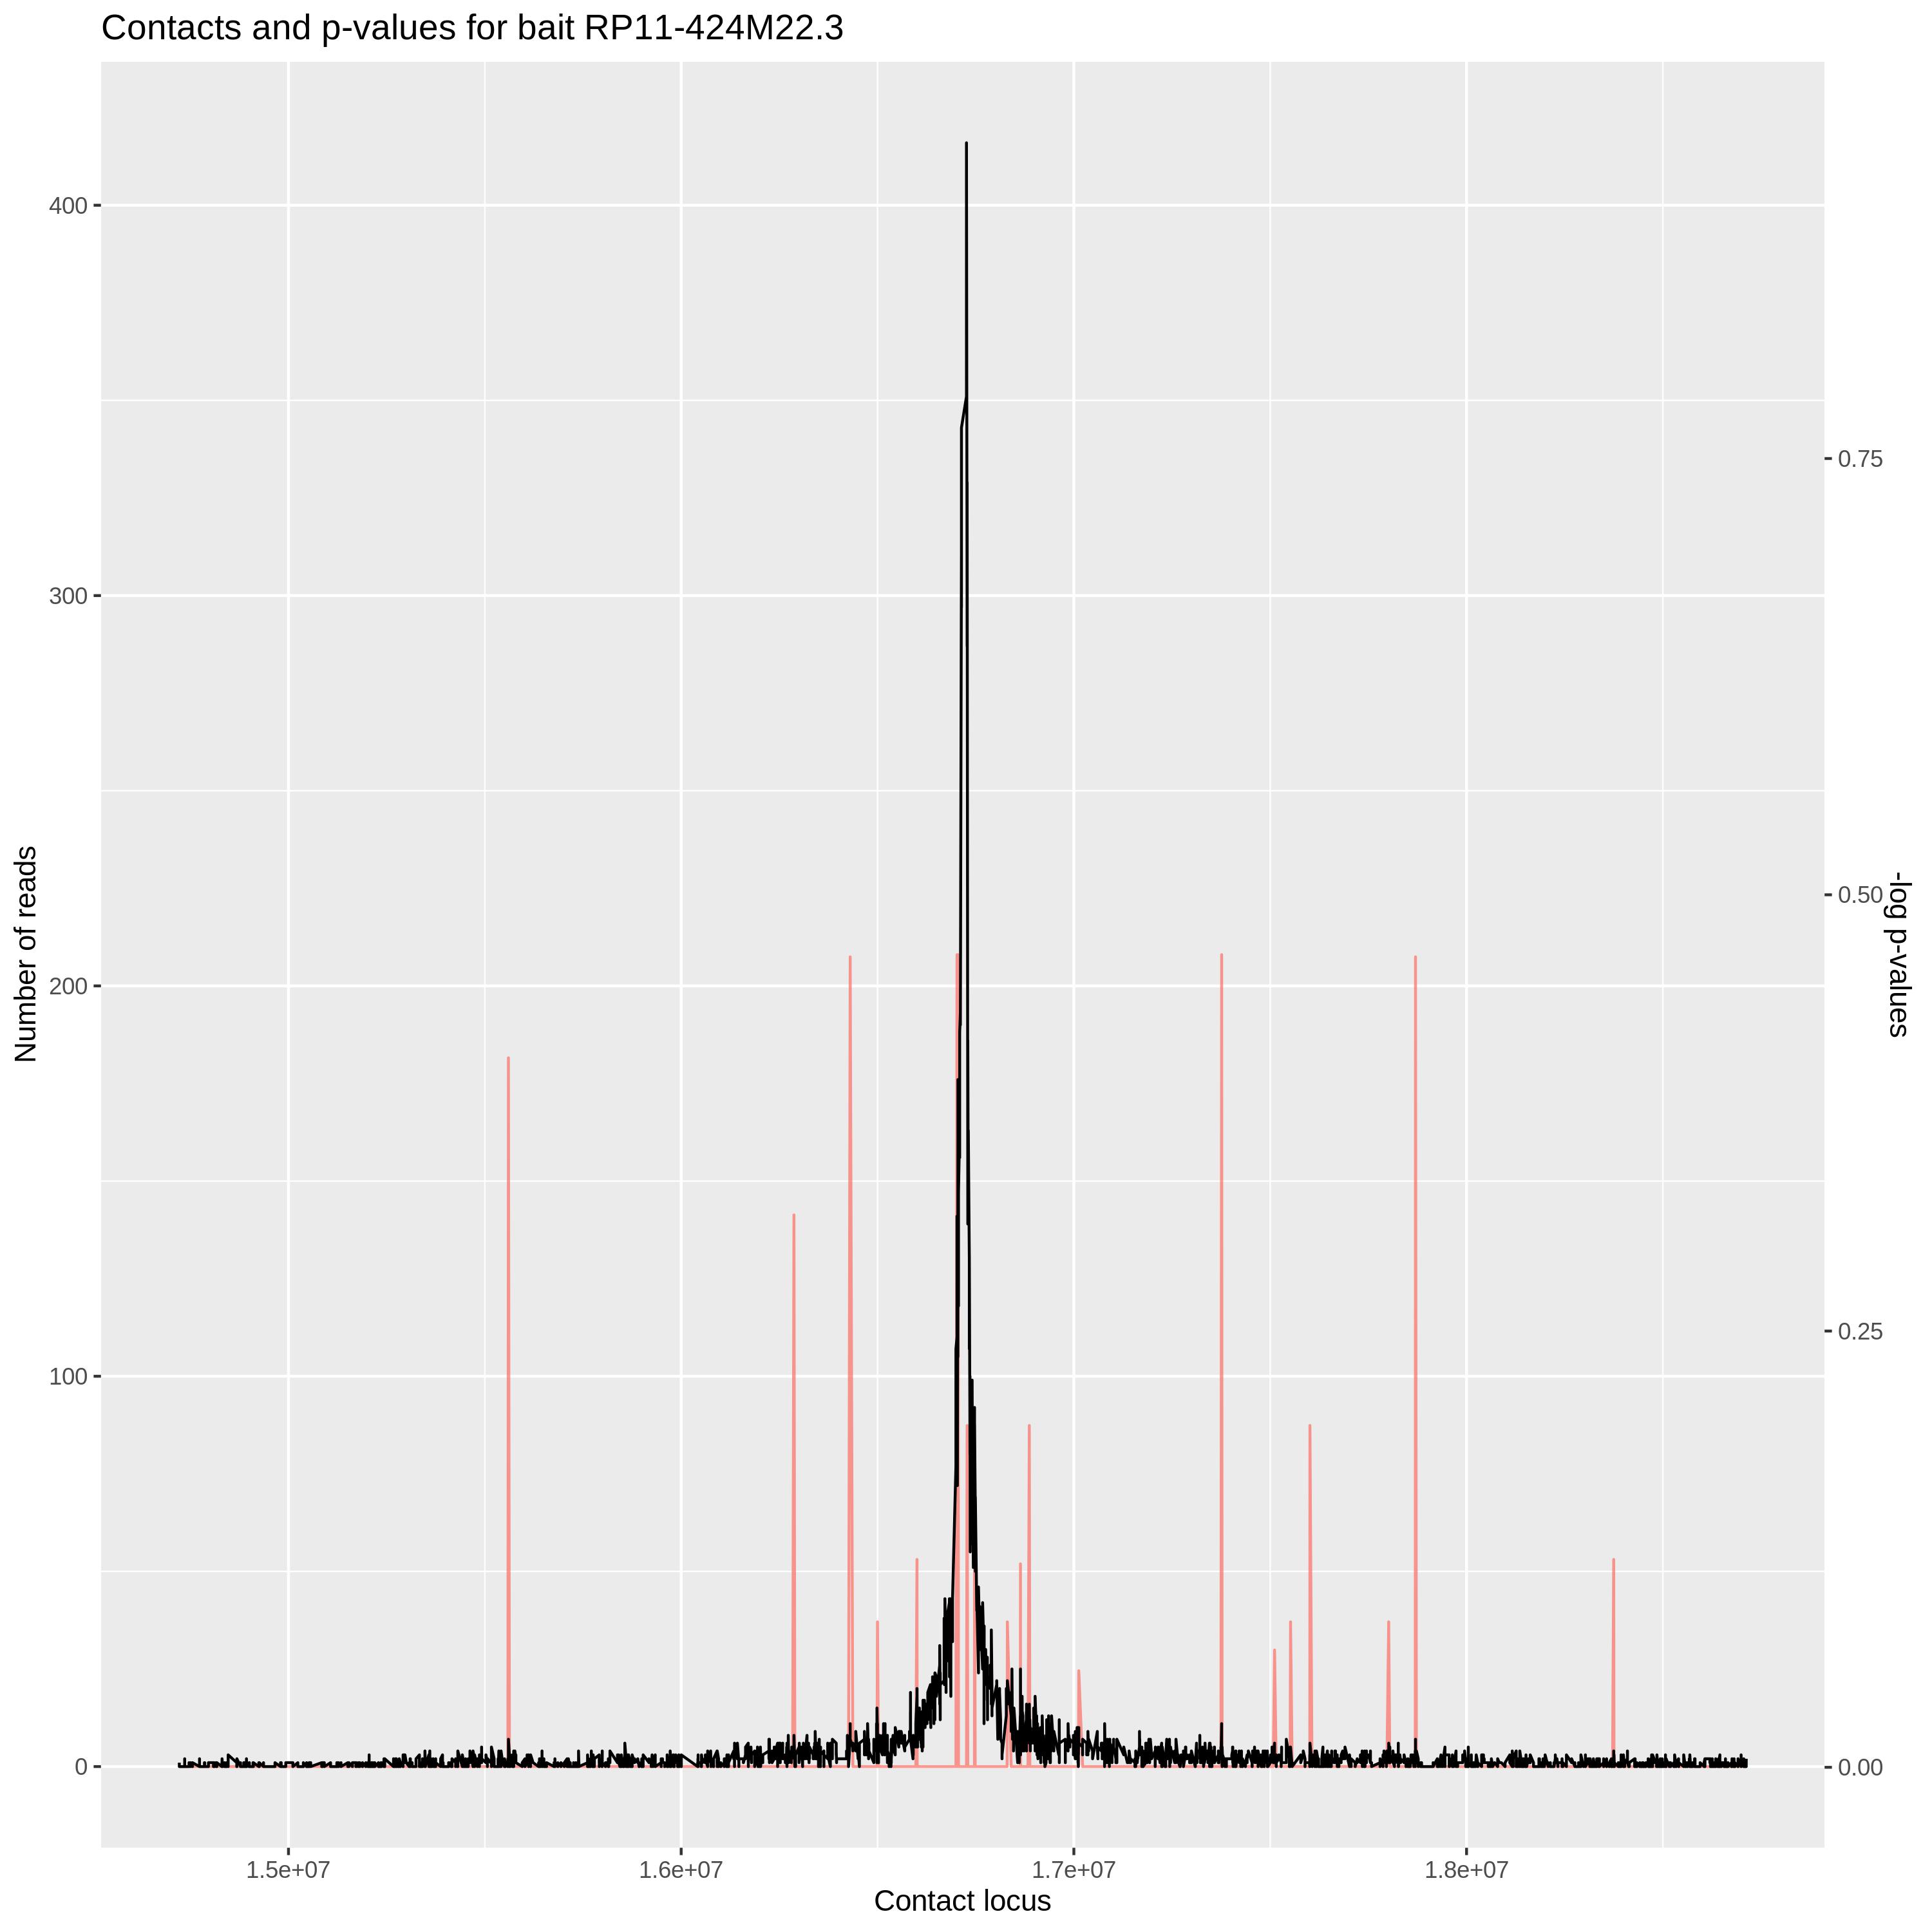 Contacts and p-values for bait RP11-424M22.3
400
300
200
100
0
Number of reads
0.75
0.50
0.25
0.00
-log p-values
1.5e+07
1.6e+07
1.7e+07
1.8e+07
Contact locus